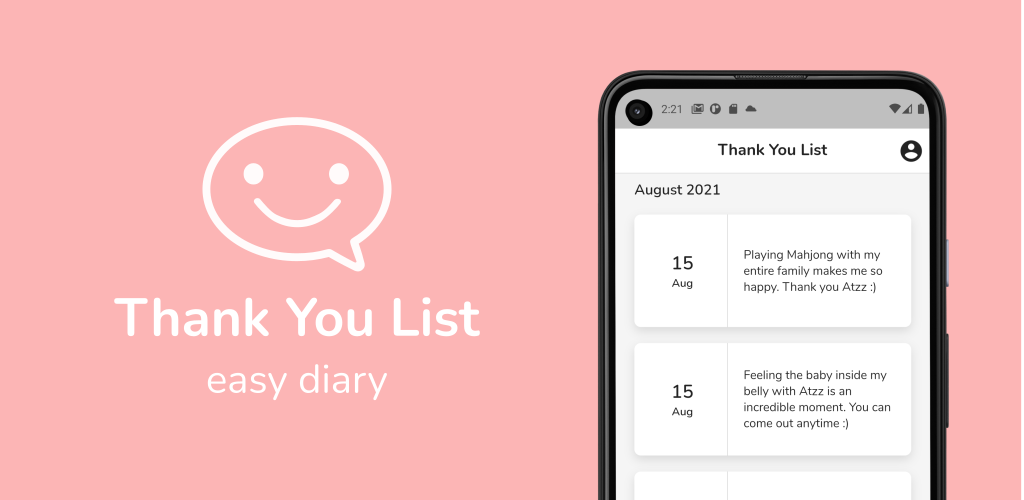 Thank You List
easy diary
2:21
Thank You List
August 2021
15
Aug
Playing Mahjong with my
entire family makes me so
happy. Thank you Atzz :)
15
Aug
Feeling the baby inside my
belly with Atzz is an
incredible moment. You can
come out anytime :)